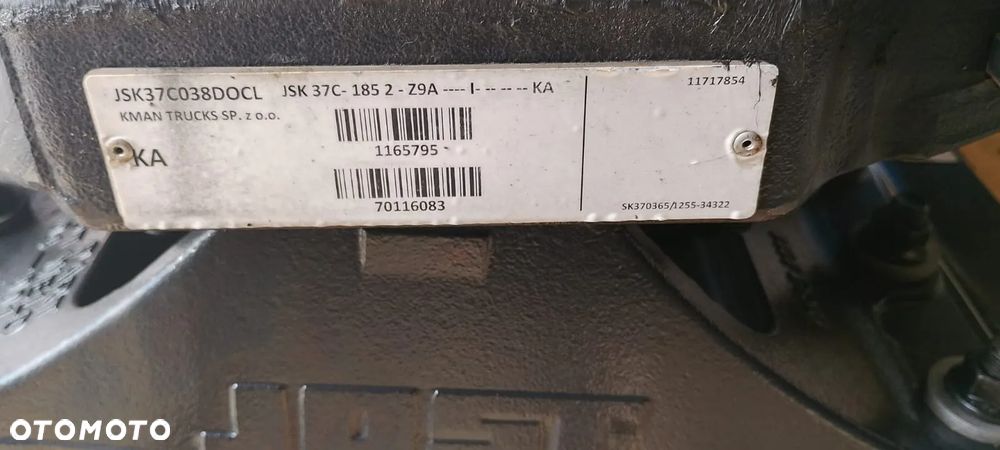 JSK37C038DOCL JSK 37C- 185 2 - Z9A ---- I- -- -- -- KA
11717854
KMAN TRUCKS SP. z o.o.
KA
1165795
70116083
SK370365/1255-34322
OTOMOTO